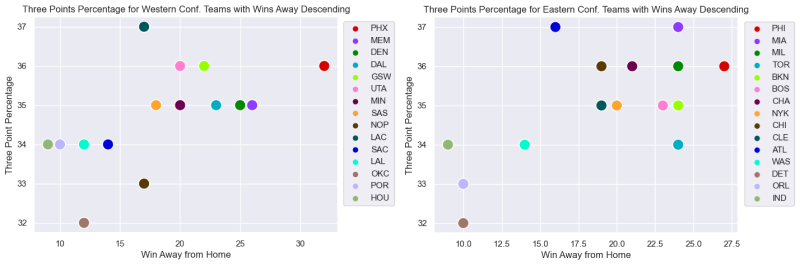 Three Points Percentage for Western Conf. Teams with Wins Away Descending
37
36
35
34
33
32
Three Point Percentage
10 15 20 25 30
Win Away from Home
PHX
MEM
DEN
DAL
GSW
UTA
MIN
SAS
NOP
LAC
SAC
LAL
OKC
POR
HOU
Three Points Percentage for Eastern Conf. Teams with Wins Away Descending
37
36
35
34
33
32
Three Point Percentage
10.0 12.5 15.0 17.5 20.0 22.5 25.0 27.5
Win Away from Home
PHI
MIA
MIL
TOR
BKN
BOS
CHA
NYK
CHI
CLE
ATL
WAS
DET
ORL
IND